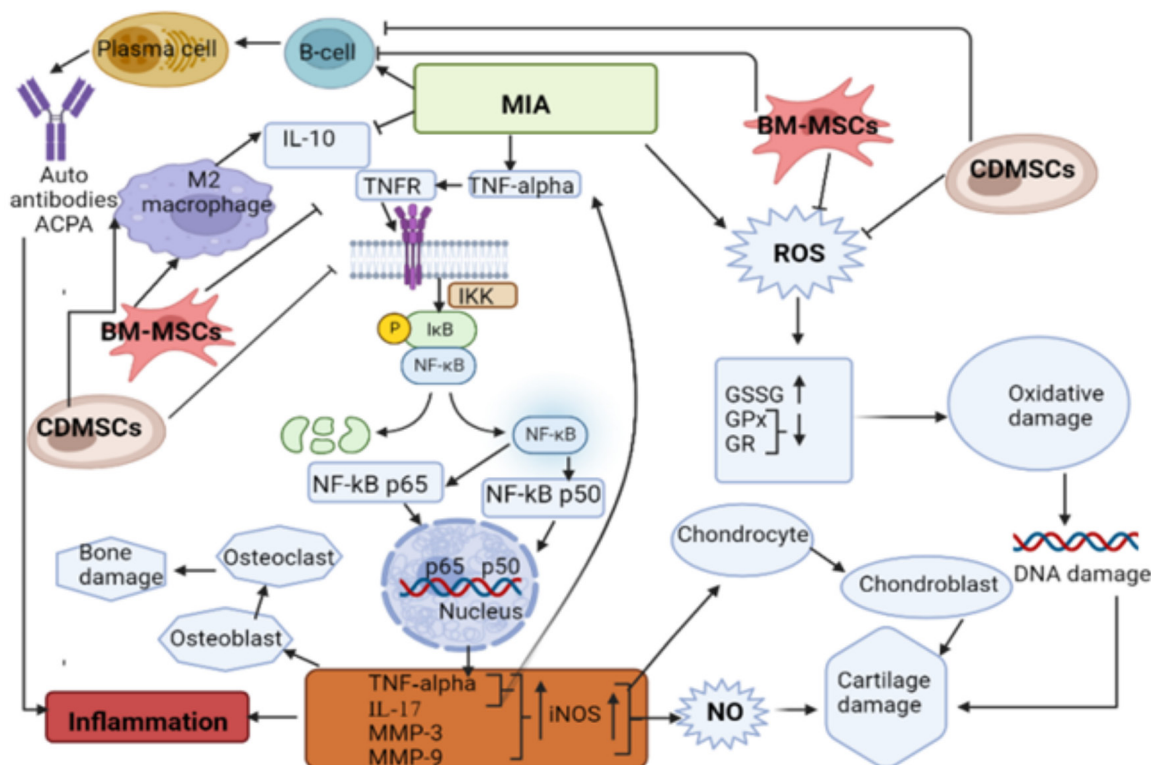 Plasma cell
B-cell
MIA
BM-MSCs
CDMSCs
IL-10
TNFR
TNF-alpha
Auto
antibodies
ACPA
M2
macrophage
ROS
IKK
P
IκB
NF-κB
BM-MSCs
CDMSCs
GSSG
GPx
GR
Oxidative
damage
NF-κB
NF-kB p65
NF-kB p50
Chondrocyte
Bone
damage
Osteoclast
p65 p50
Nucleus
Chondroblast
DNA damage
Osteoblast
TNF-alpha
IL-17
MMP-3
MMP-9
iNOS
NO
Cartilage
damage
Inflammation